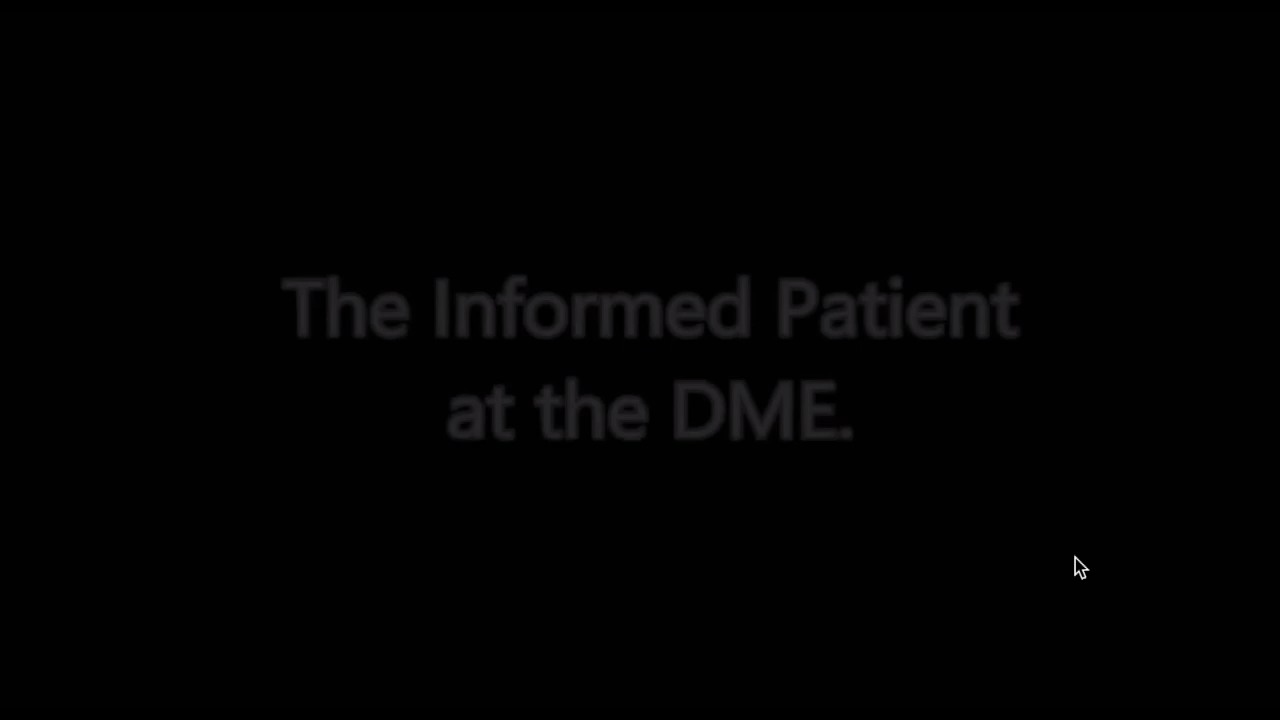 The Informed Patient
at the DME.